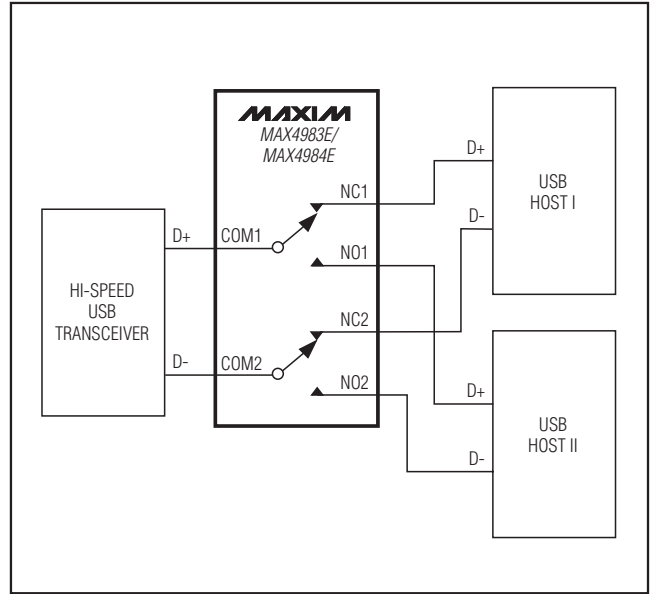 MAXIM
MAX4983E/
MAX4984E
HI-SPEED
USB
TRANSCEIVER
D+
D-
COM1
COM2
NC1
NO1
NC2
NO2
D+
D-
USB
HOST I
D+
D-
USB
HOST II